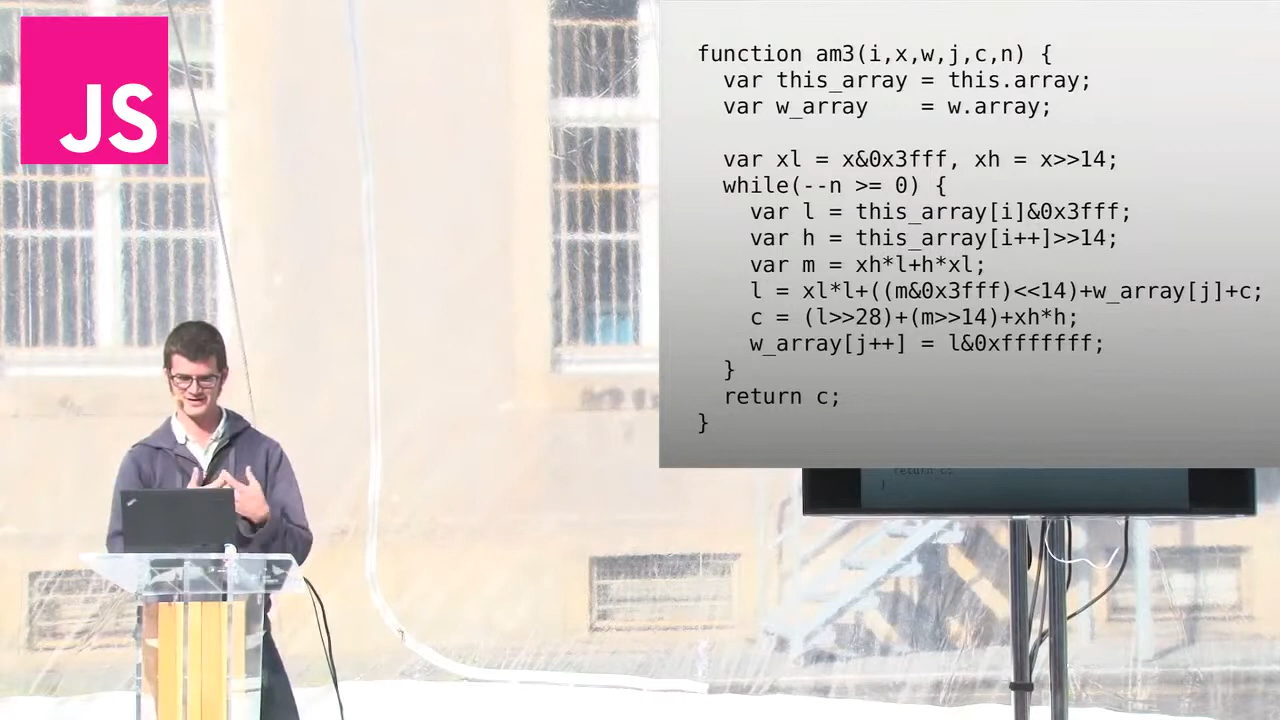 JS
function am3(i,x,w,j,c,n) {
  var this_array = this.array;
  var w_array    = w.array;

  var xl = x&0x3fff, xh = x>>14;
  while(--n >= 0) {
    var l = this_array[i]&0x3fff;
    var h = this_array[i++]>>14;
    var m = xh*l+h*xl;
    l = xl*l+((m&0x3fff)<<14)+w_array[j]+c;
    c = (l>>28)+(m>>14)+xh*h;
    w_array[j++] = l&0xfffffff;
  }
  return c;
}
return c;
}